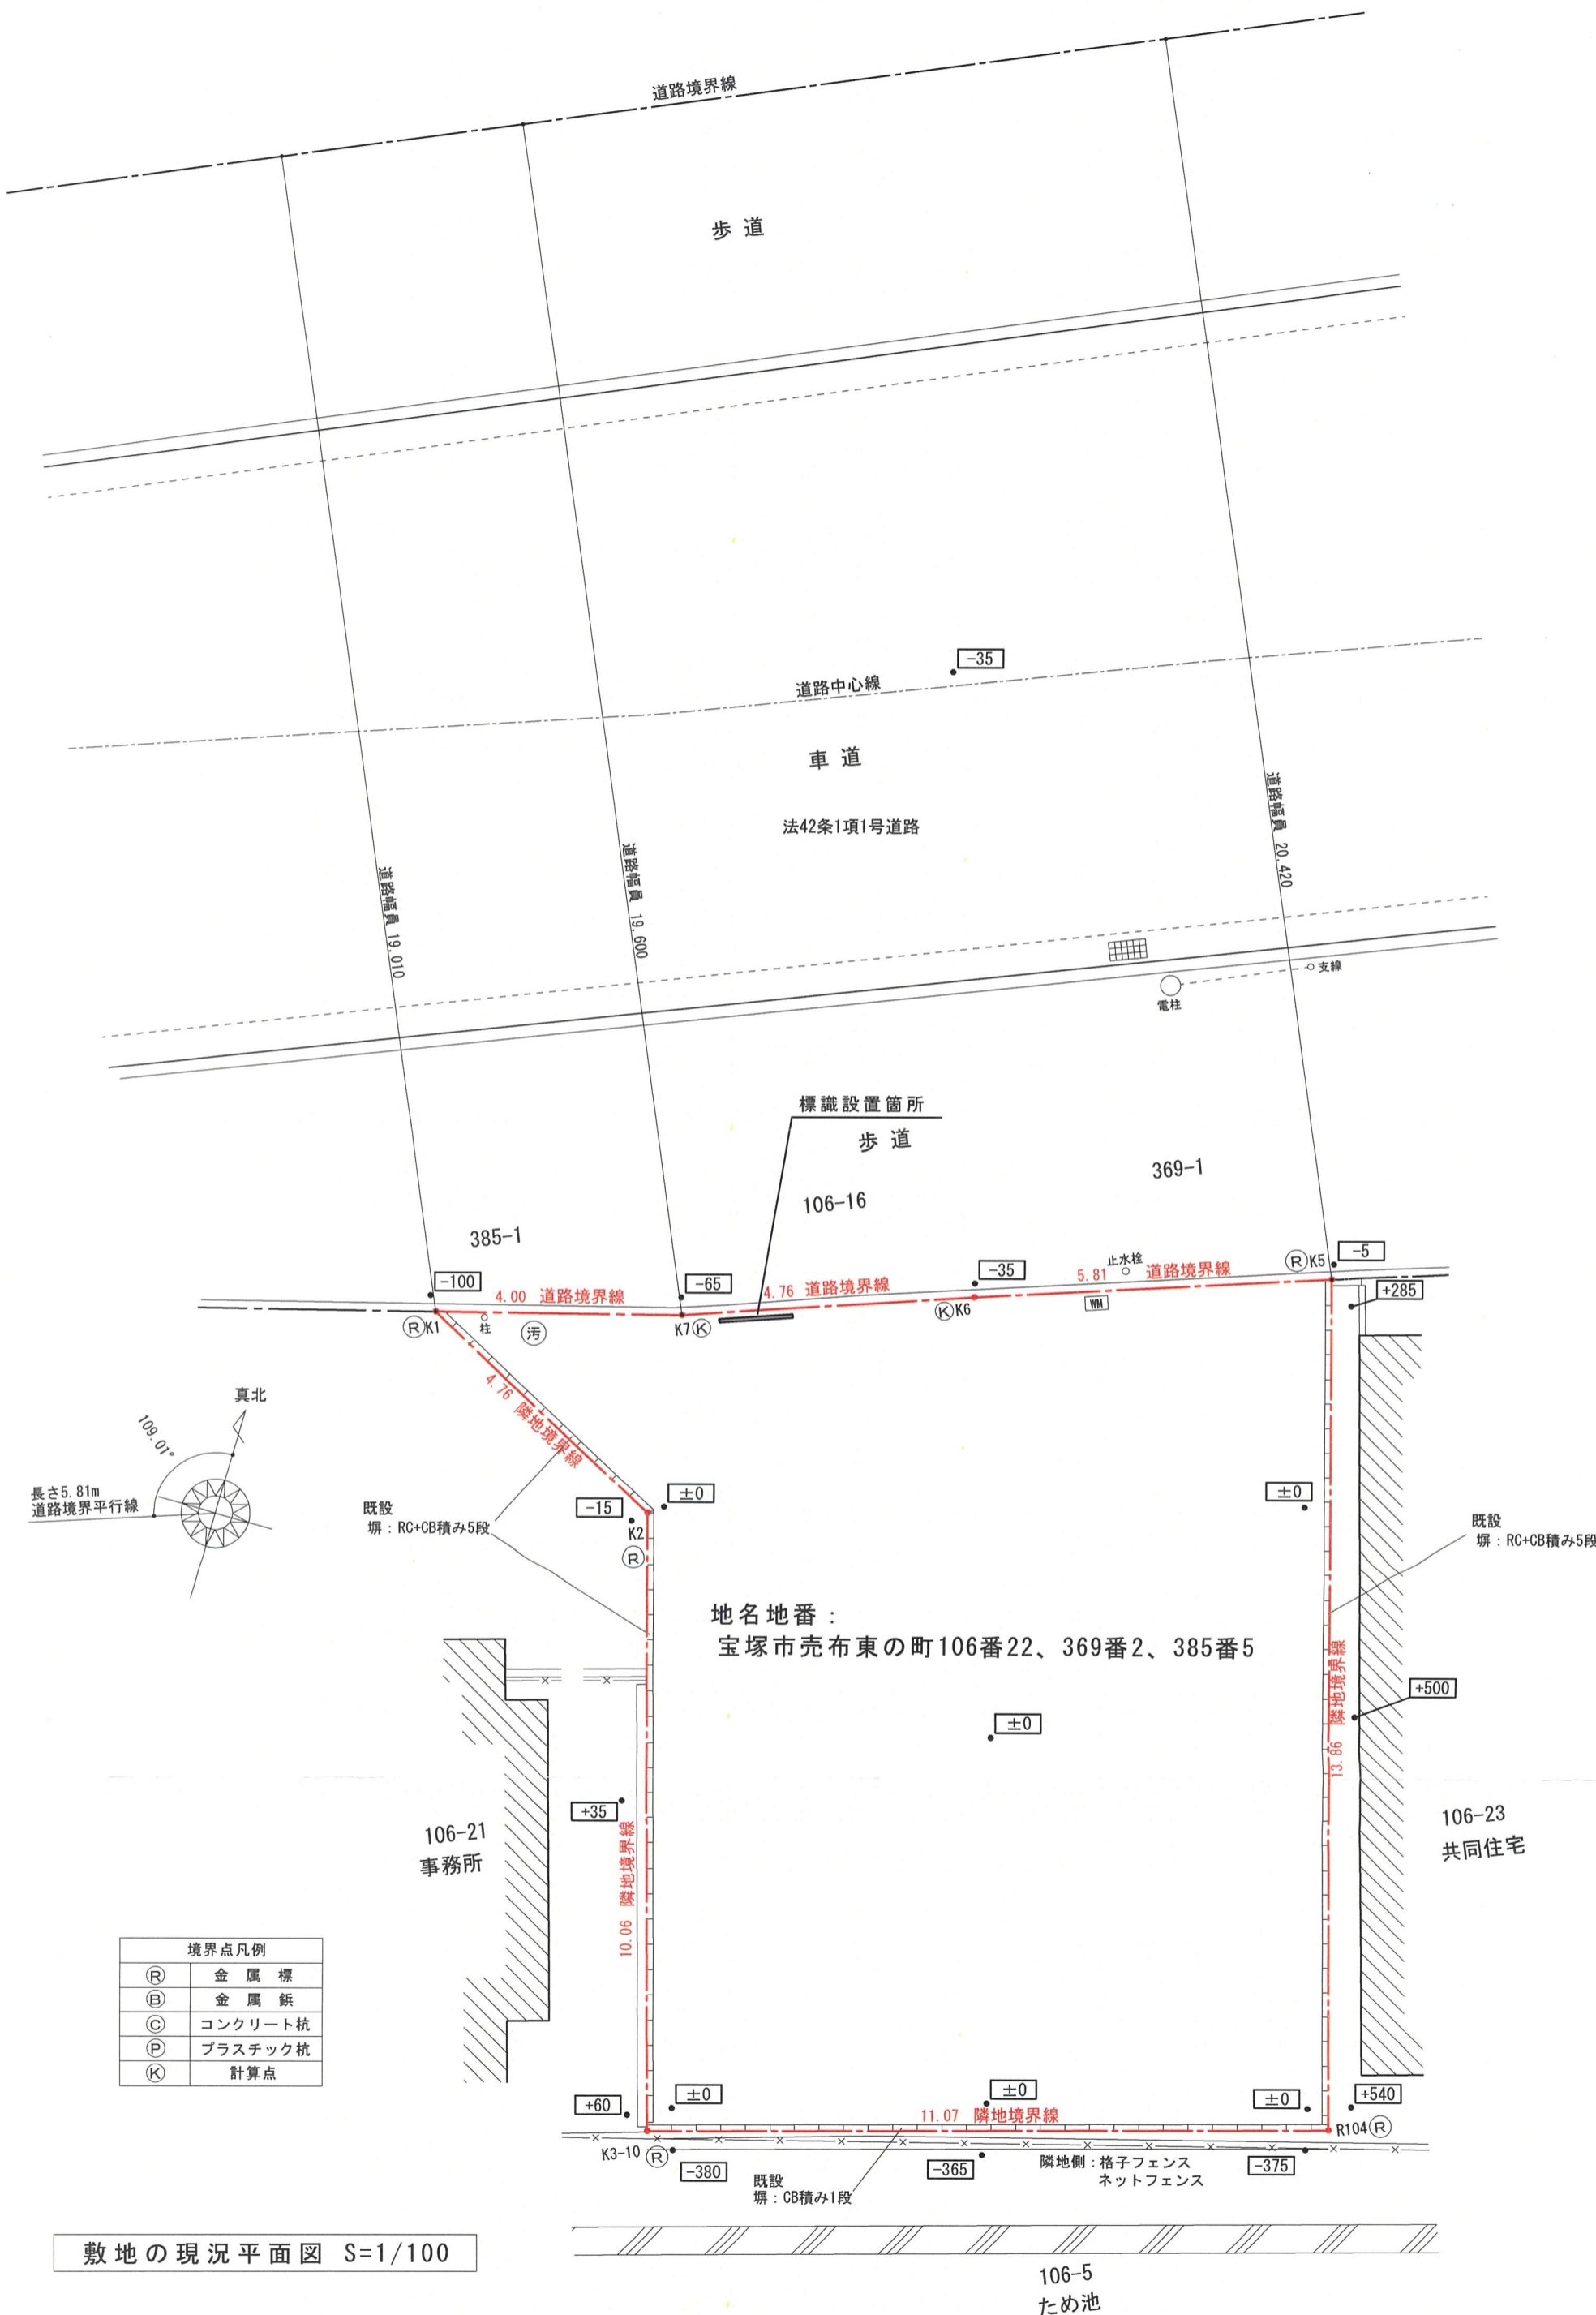 道路境界線
歩 道
-35
道路中心線
車 道
法42条1項1号道路
道路幅員 19.010
道路幅員 19.600
道路幅員 20.420
支線
電柱
標識設置箇所
歩 道
369-1
106-16
385-1
-100
-65
-35
-5
+285
4.00 道路境界線
4.76 道路境界線
5.81 道路境界線
止水栓
WM
ⓇK1
柱
汚
K7Ⓚ
ⓀK6
ⓇK5
真北
109.01°
長さ5.81m
道路境界平行線
4.76 隣地境界線
既設
塀：RC+CB積み5段
-15
±0
K2
Ⓡ
±0
既設
塀：RC+CB積み5段
地名地番：
宝塚市売布東の町106番22、369番2、385番5
±0
+500
13.86 隣地境界線
+35
10.06 隣地境界線
106-21
事務所
106-23
共同住宅
境界点凡例
Ⓡ 金 属 標
Ⓑ 金 属 鋲
Ⓒ コンクリート杭
Ⓟ プラスチック杭
Ⓚ 計算点
+60
±0
±0
±0
+540
11.07 隣地境界線
K3-10 Ⓡ
R104Ⓡ
-380
-365
-375
隣地側：格子フェンス
ネットフェンス
既設
塀：CB積み1段
敷地の現況平面図 S=1/100
106-5
ため池